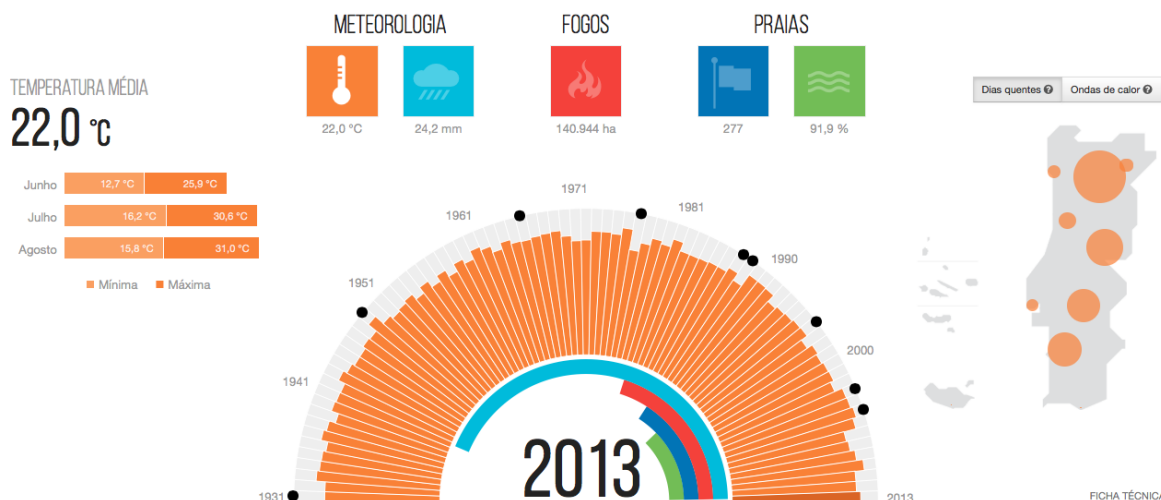 METEOROLOGIA
FOGOS
PRAIAS
22,0 °C
24,2 mm
140.944 ha
277
91,9 %
TEMPERATURA MÉDIA
22,0 °C
Junho 12,7 °C 25,9 °C
Julho 16,2 °C 30,6 °C
Agosto 15,8 °C 31,0 °C
Mínima Máxima
Dias quentes ? Ondas de calor ?
1931
1941
1951
1961
1971
1981
1990
2000
2013
2013
FICHA TÉCNICA